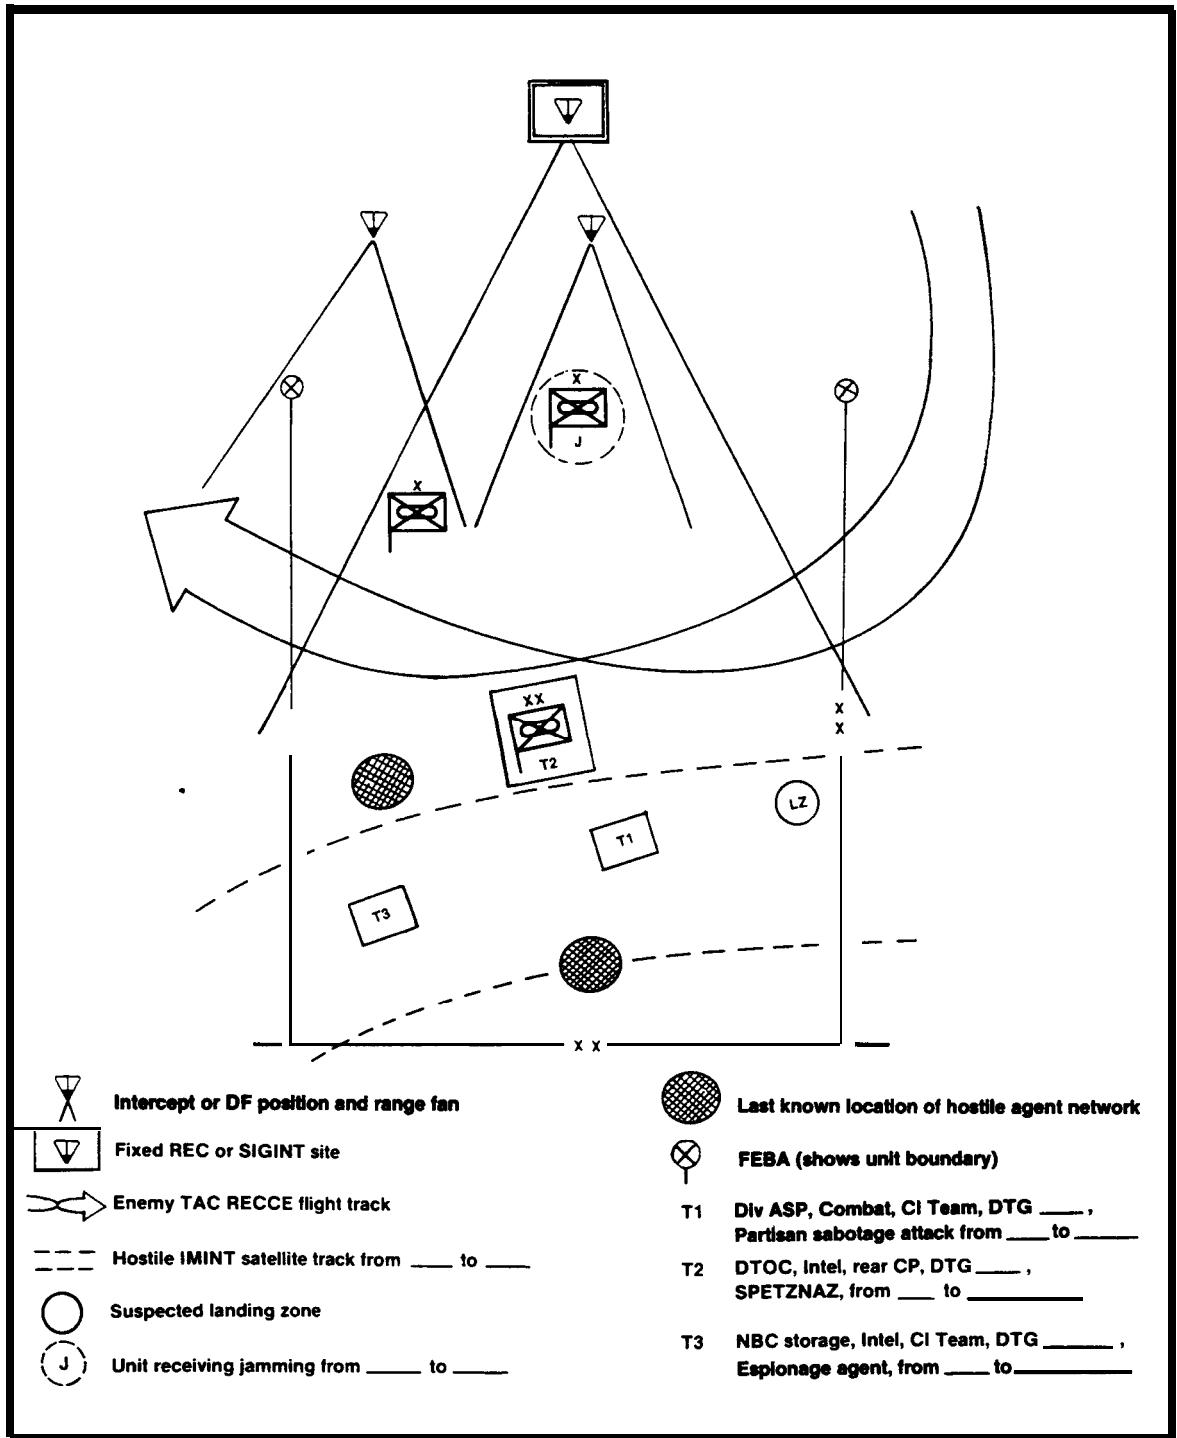 X
J
X
X X
T2
X
X
LZ
T1
T3
X X
Intercept or DF position and range fan
Fixed REC or SIGINT site
Enemy TAC RECCE flight track
Hostile IMINT satellite track from ____ to ____
Suspected landing zone
J
Unit receiving jamming from _____ to _____
Last known location of hostile agent network
FEBA (shows unit boundary)
T1 Div ASP, Combat, CI Team, DTG ____ ,
Partisan sabotage attack from ____ to ______
T2 DTOC, Intel, rear CP, DTG ____ ,
SPETZNAZ, from ___ to __________
T3 NBC storage, Intel, CI Team, DTG ______ ,
Espionage agent, from ____ to __________